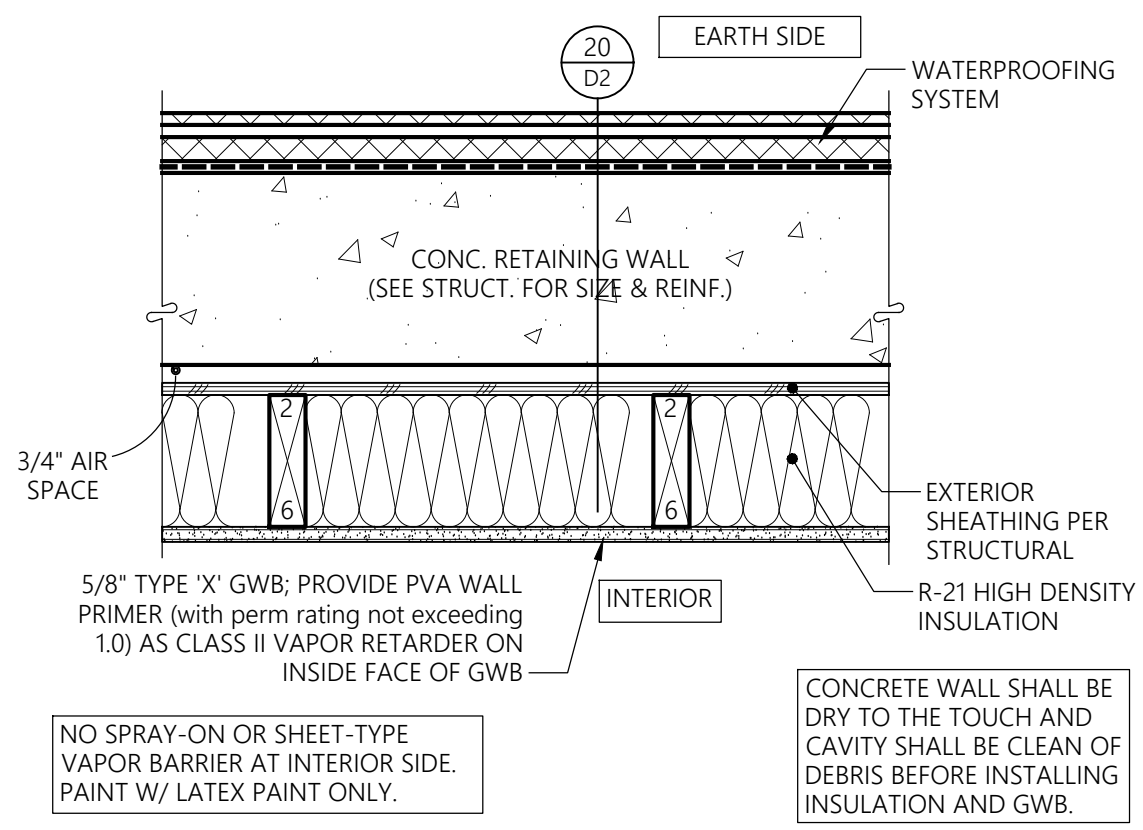 20
D2
EARTH SIDE
WATERPROOFING
SYSTEM
CONC. RETAINING WALL
(SEE STRUCT. FOR SIZE & REINF.)
3/4" AIR
SPACE
2
6
2
6
EXTERIOR
SHEATHING PER
STRUCTURAL
R-21 HIGH DENSITY
INSULATION
5/8" TYPE 'X' GWB; PROVIDE PVA WALL
PRIMER (with perm rating not exceeding
1.0) AS CLASS II VAPOR RETARDER ON
INSIDE FACE OF GWB
INTERIOR
NO SPRAY-ON OR SHEET-TYPE
VAPOR BARRIER AT INTERIOR SIDE.
PAINT W/ LATEX PAINT ONLY.
CONCRETE WALL SHALL BE
DRY TO THE TOUCH AND
CAVITY SHALL BE CLEAN OF
DEBRIS BEFORE INSTALLING
INSULATION AND GWB.